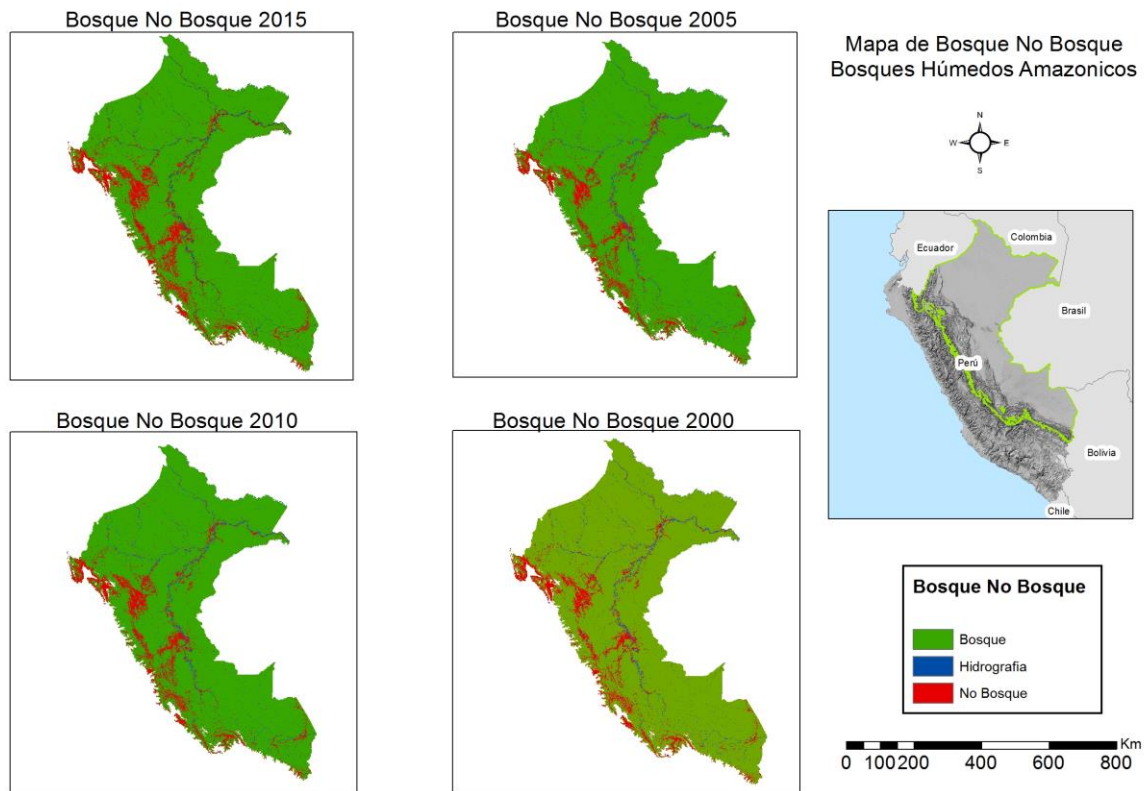 Bosque No Bosque 2015
Bosque No Bosque 2005
Mapa de Bosque No Bosque
Bosques Húmedos Amazonicos
N
W
E
S
Ecuador
Colombia
Brasil
Perú
Bolivia
Chile
Bosque No Bosque 2010
Bosque No Bosque 2000
Bosque No Bosque
Bosque
Hidrografia
No Bosque
Km
0 100 200 400 600 800